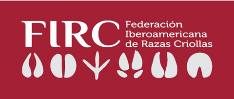 FIRC
Federación
Iberoamericana
de Razas Criollas